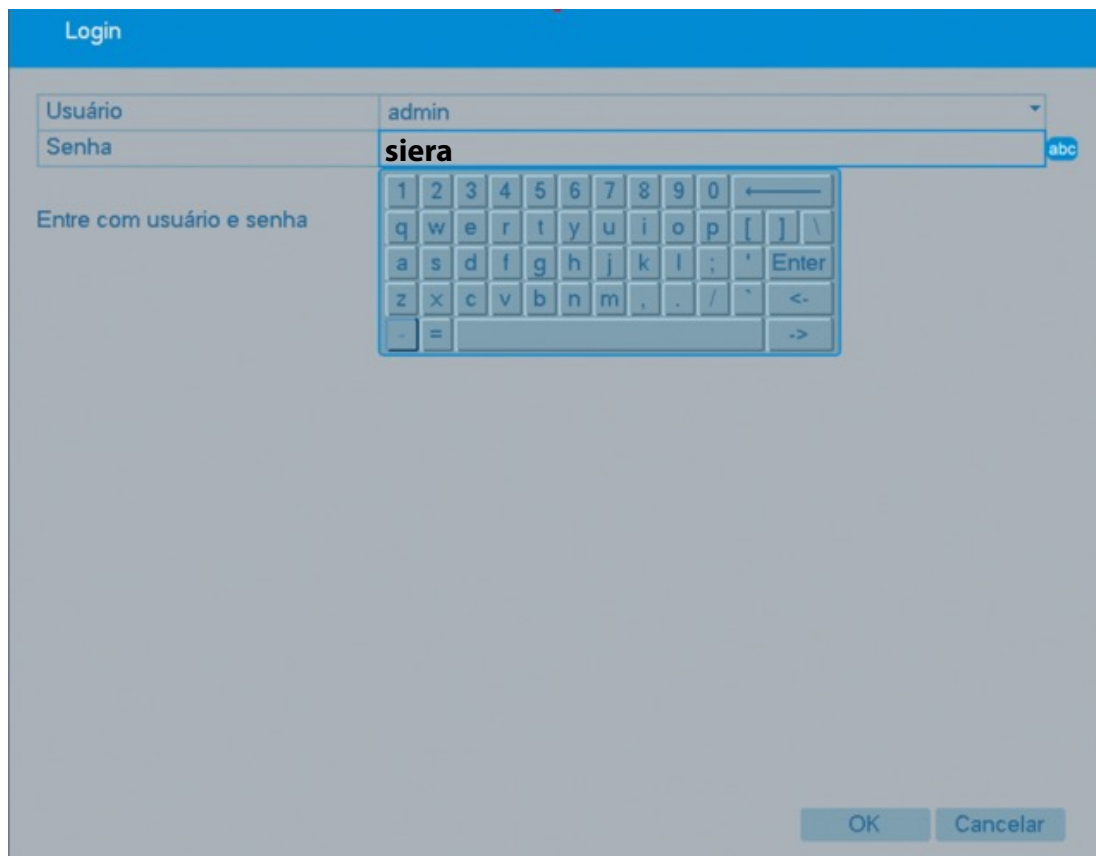 Login
Usuário admin
Senha siera abc
1 2 3 4 5 6 7 8 9 0 ←
Entre com usuário e senha
q w e r t y u i o p [ ] \
a s d f g h j k l ; ' Enter
z x c v b n m , . / ` <-
- = ->
OK Cancelar